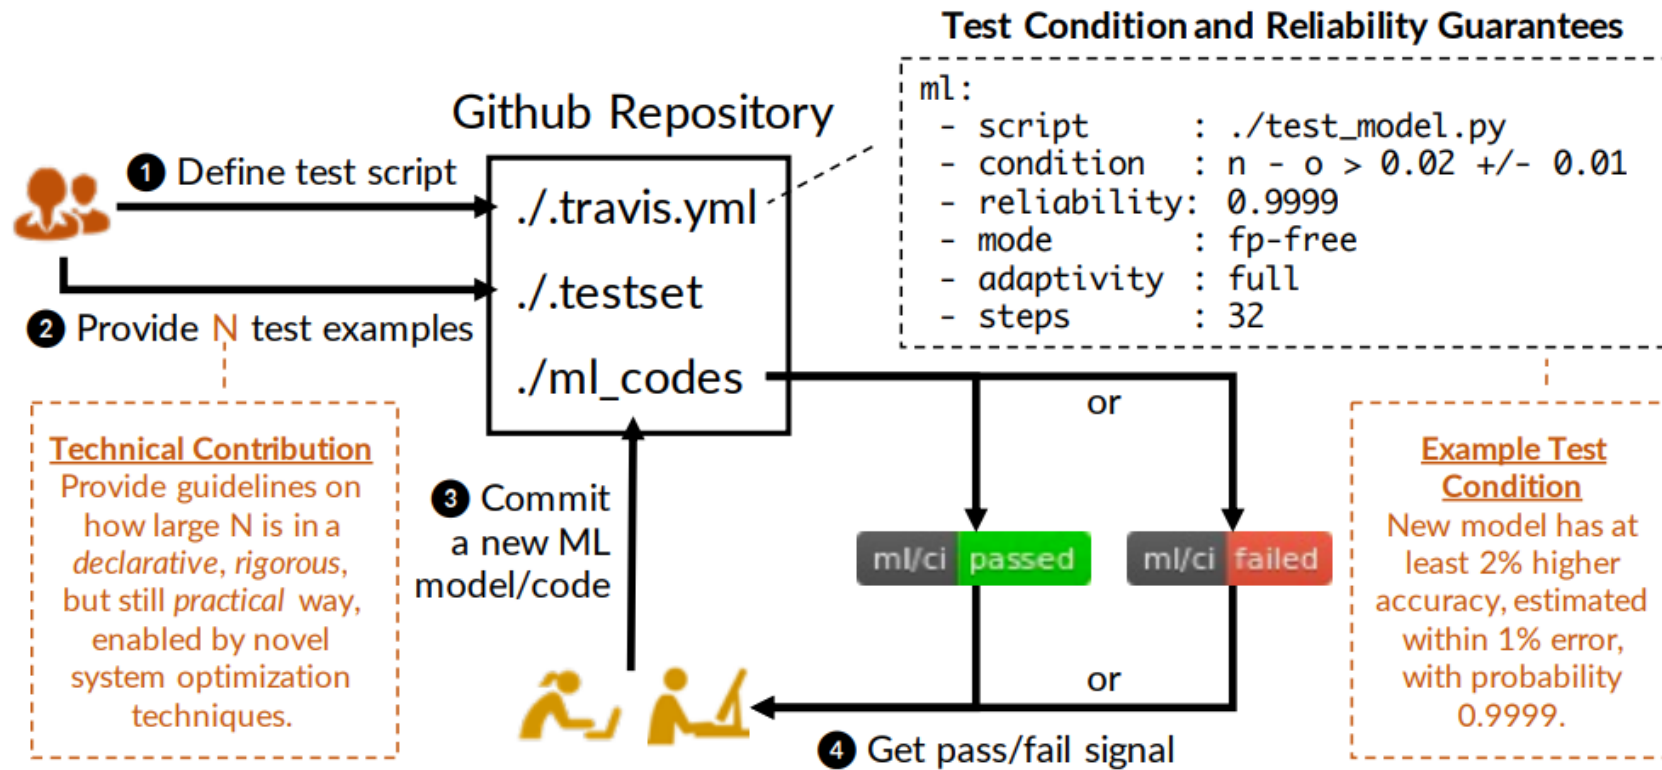 Test Condition and Reliability Guarantees
ml:
- script : ./test_model.py
- condition : n - o > 0.02 +/- 0.01
- reliability: 0.9999
- mode : fp-free
- adaptivity : full
- steps : 32
Github Repository
1 Define test script
./.travis.yml
./.testset
2 Provide N test examples
./ml_codes
or
Technical Contribution
Provide guidelines on
how large N is in a
declarative, rigorous,
but still practical way,
enabled by novel
system optimization
techniques.
3 Commit
a new ML
model/code
ml/ci passed
ml/ci failed
Example Test
Condition
New model has at
least 2% higher
accuracy, estimated
within 1% error,
with probability
0.9999.
or
4 Get pass/fail signal